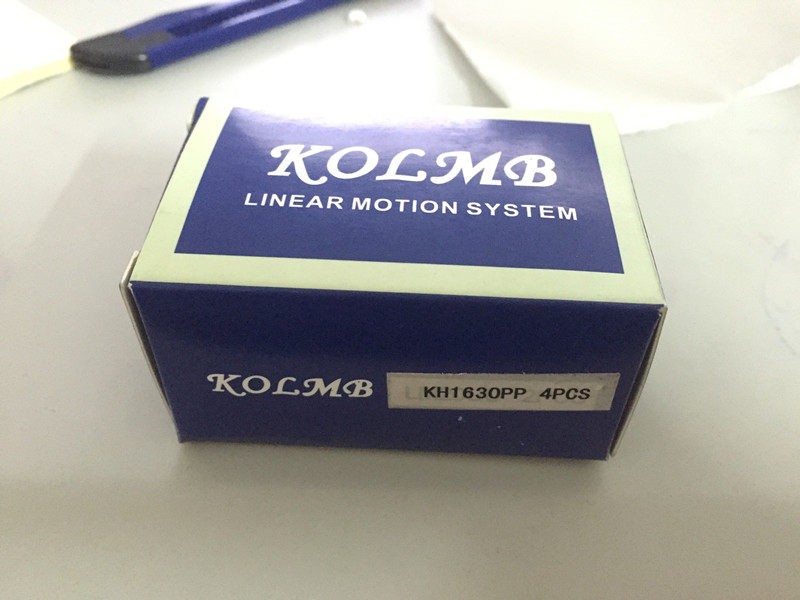 KOLMB
LINEAR MOTION SYSTEM
KOLMB
KH1630PP 4PCS